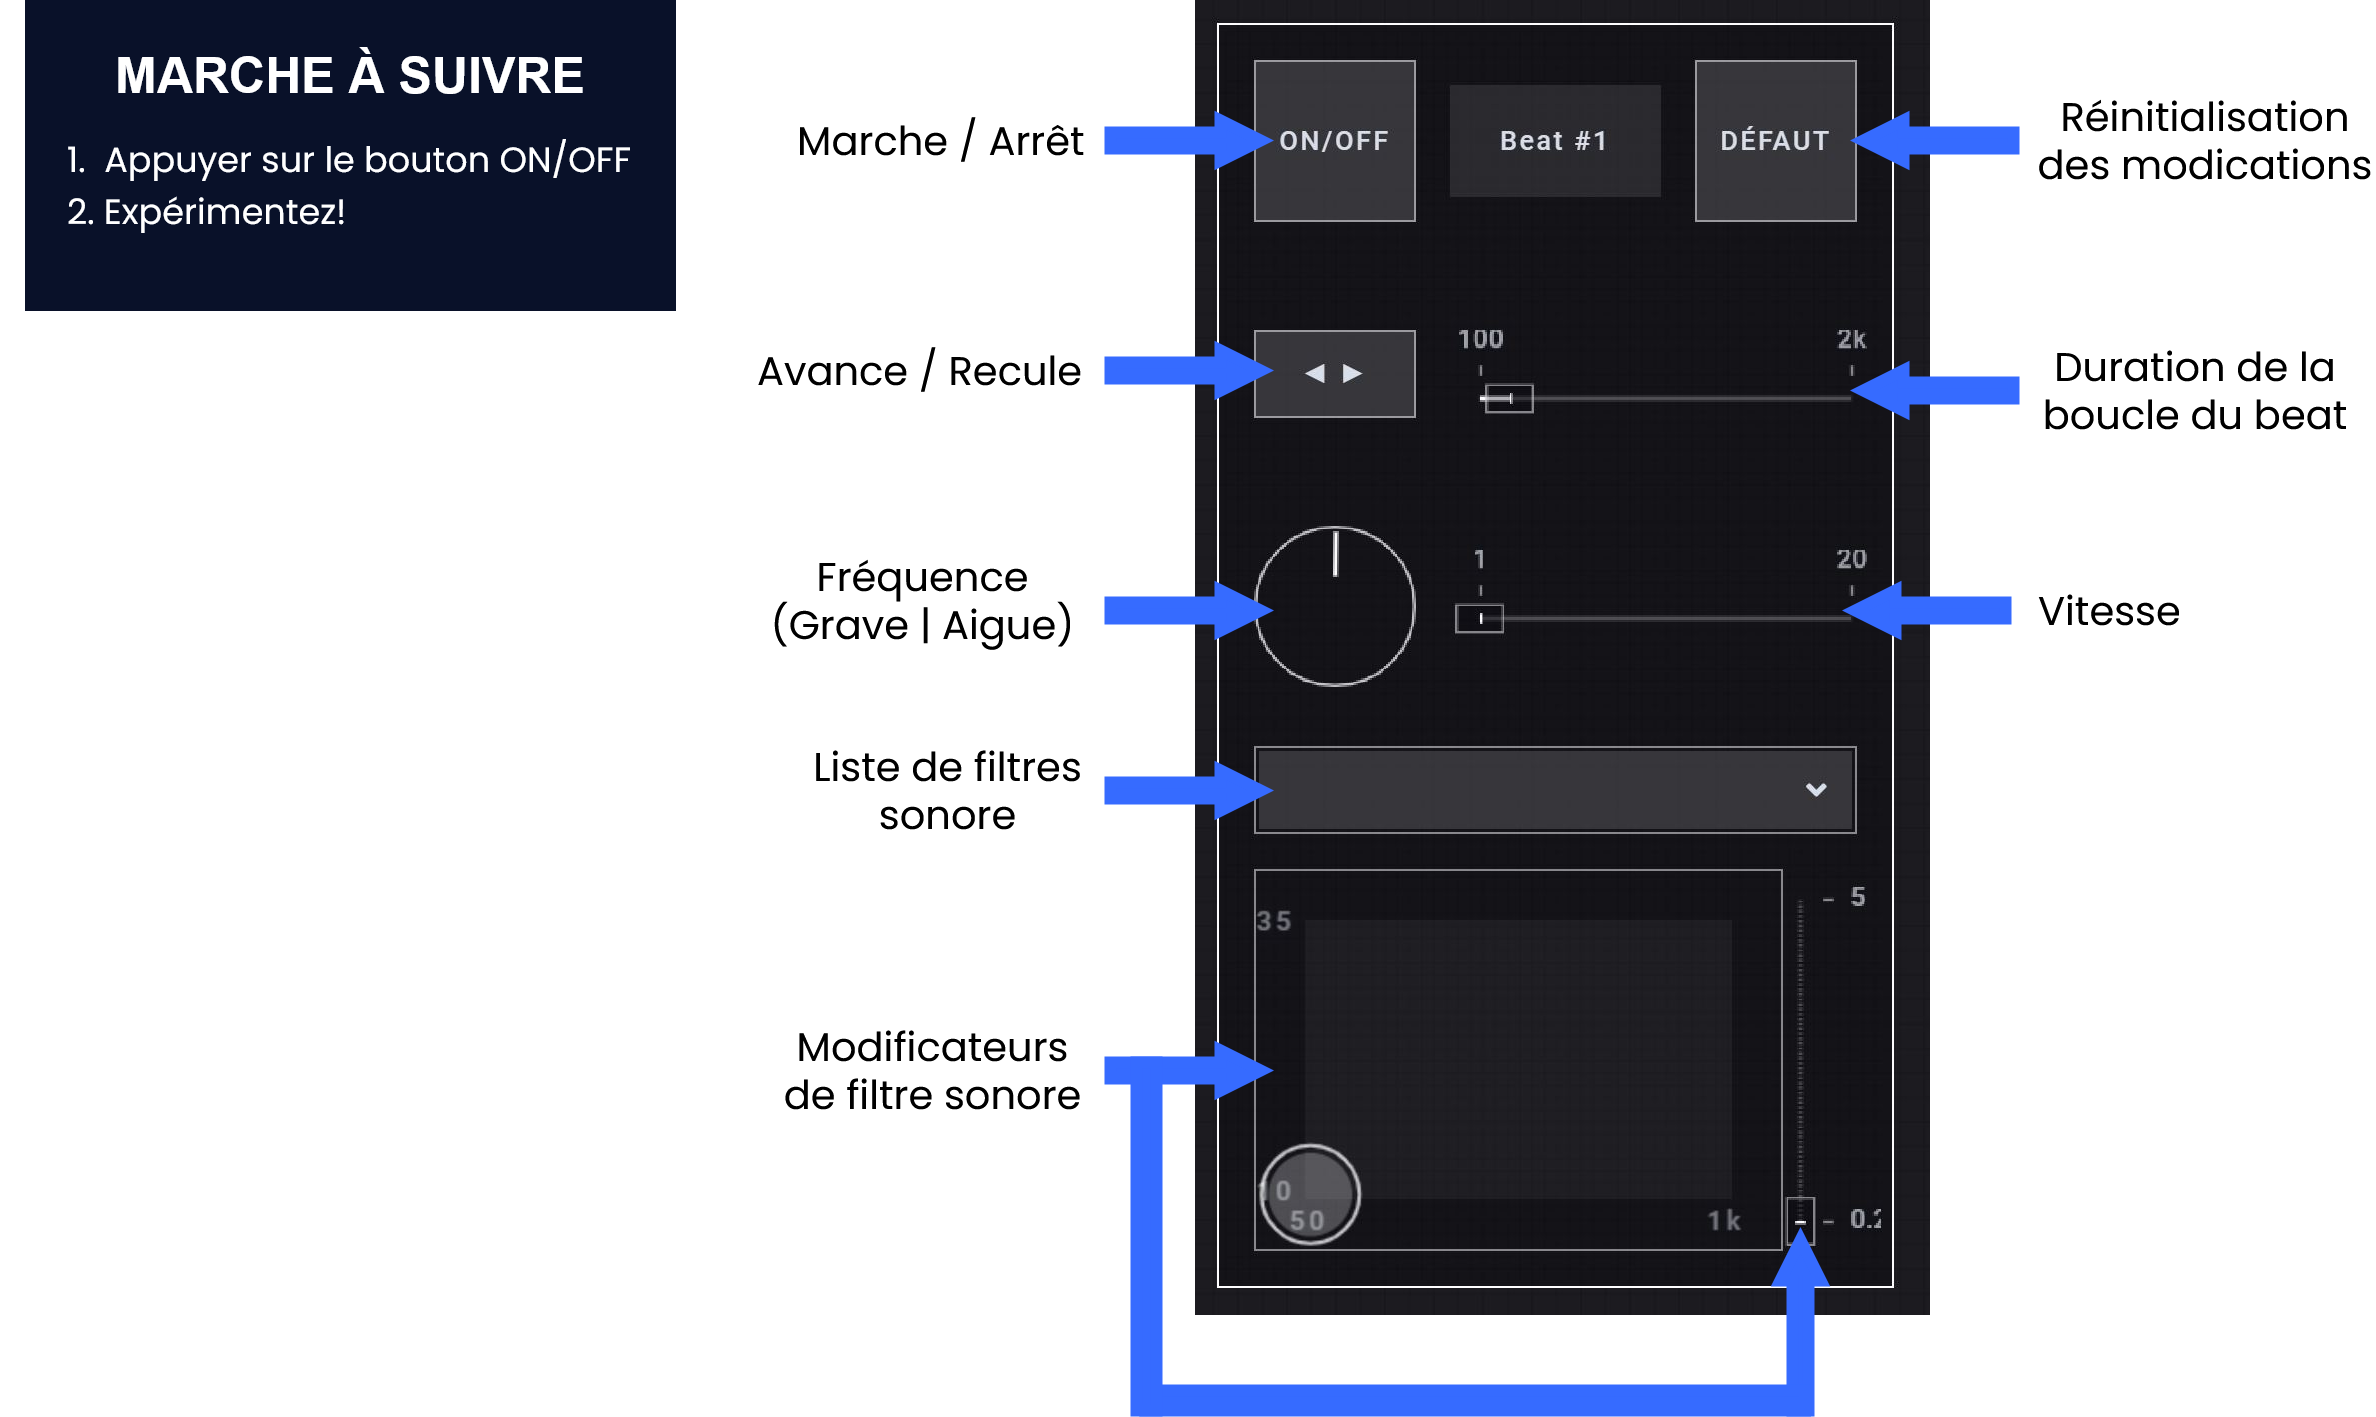 MARCHE À SUIVRE
1. Appuyer sur le bouton ON/OFF
2. Expérimentez!
Marche / Arrêt
ON/OFF
Beat #1
DÉFAUT
Réinitialisation
des modications
Avance / Recule
◀ ▶
100
2k
Duration de la
boucle du beat
Fréquence
(Grave | Aigue)
1
20
Vitesse
Liste de filtres
sonore
Modificateurs
de filtre sonore
35
10
50
1k
5